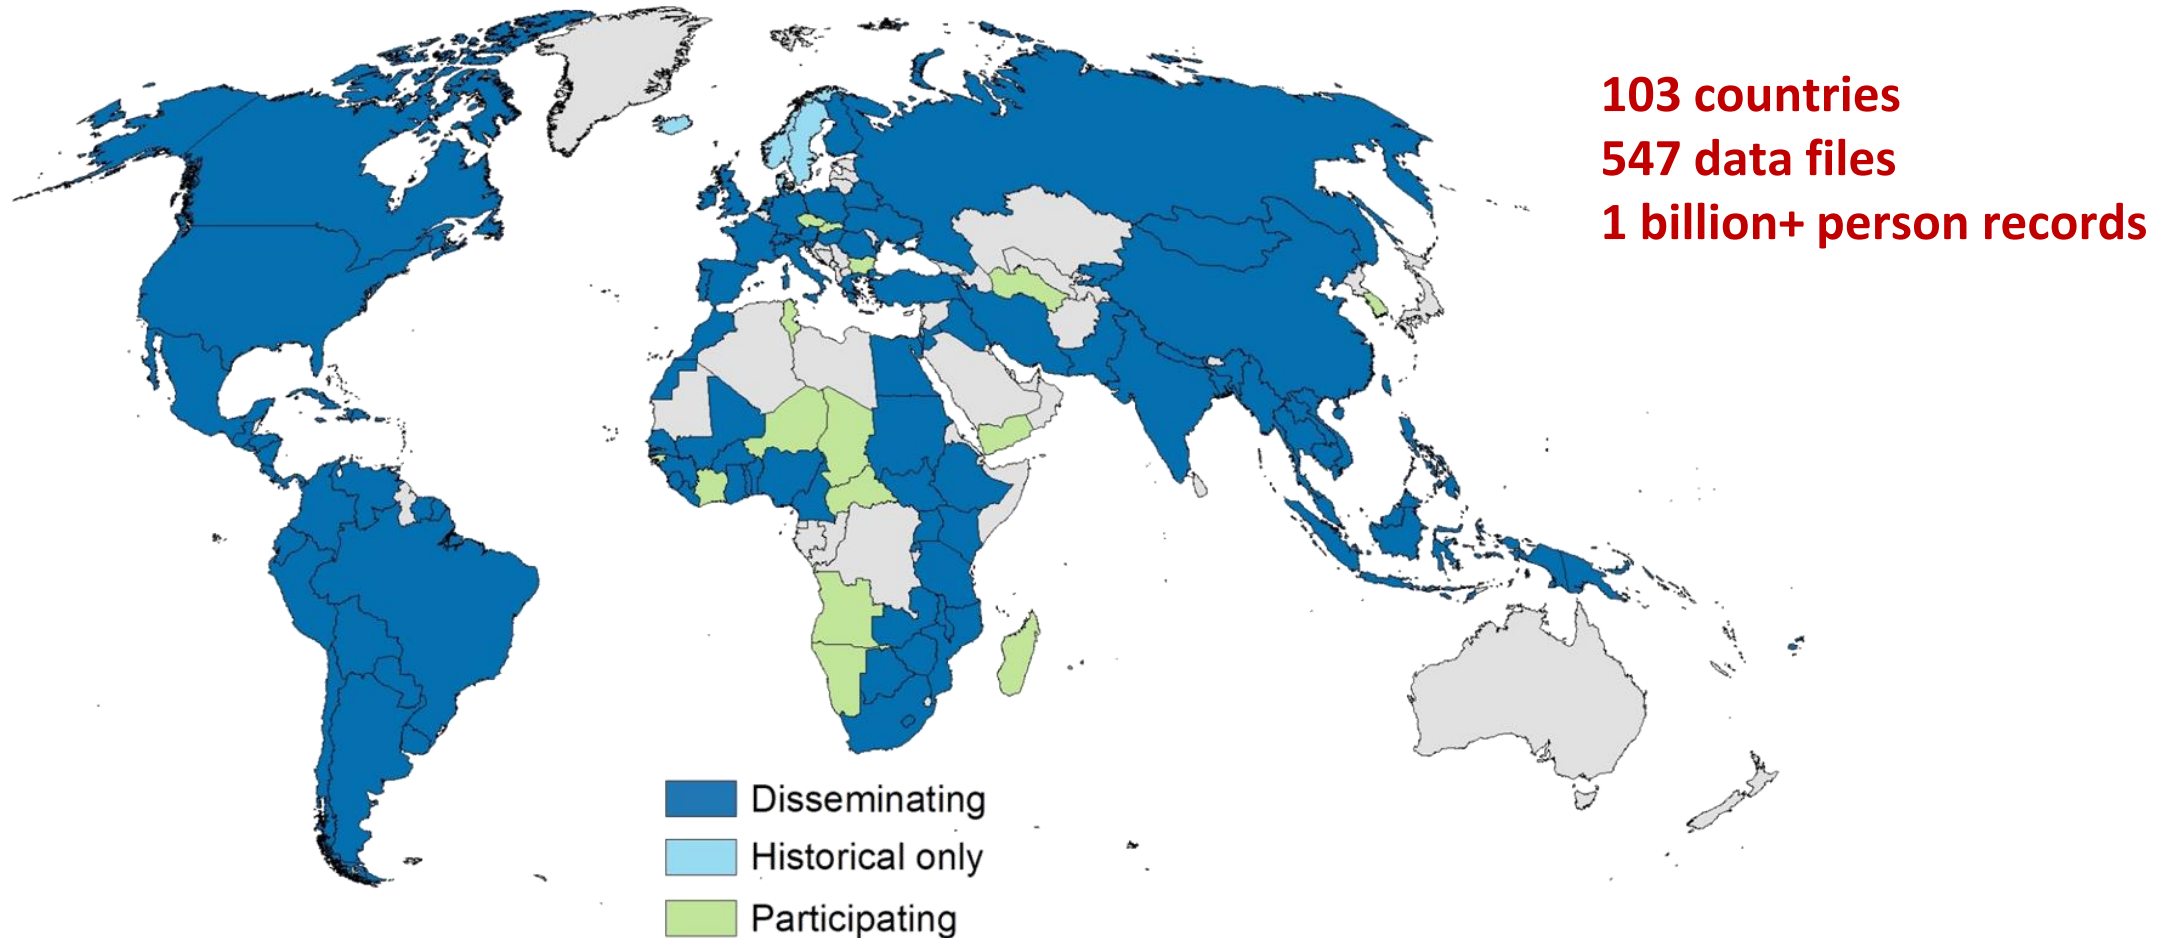 103 countries
547 data files
1 billion+ person records
Disseminating
Historical only
Participating